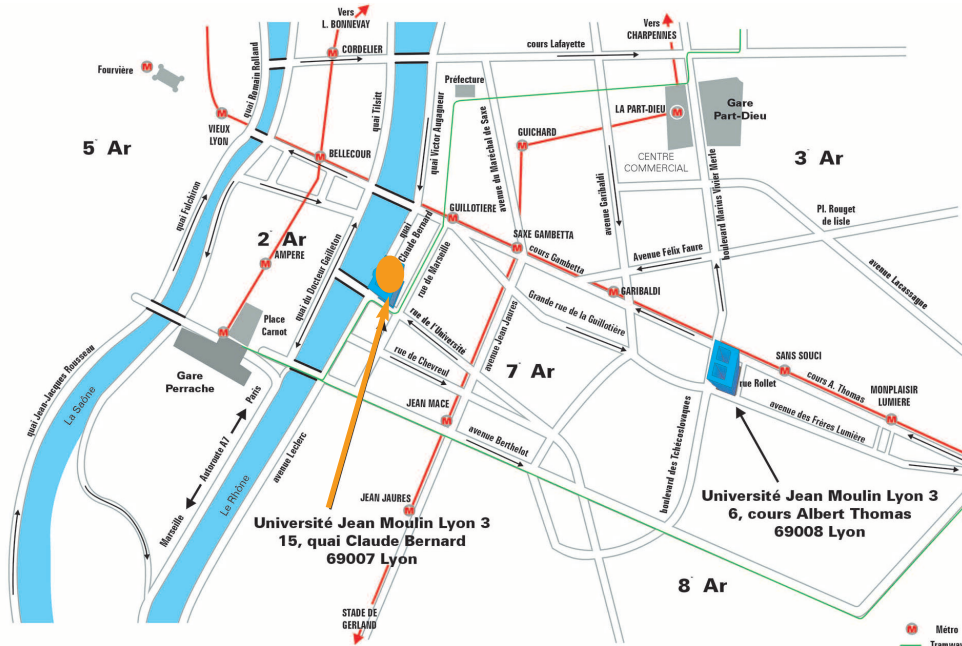 Vers
L. BONNEVAY
Vers
CHARPENNES
M
CORDELIER
cours Lafayette
Fourvière
M
quai Romain Rolland
quai Tilsitt
Préfecture
LA PART-DIEU
M
Gare
Part-Dieu
M
VIEUX
LYON
5e Ar
M
BELLECOUR
quai Victor Augagneur
avenue du Maréchal de Saxe
GUICHARD
M
CENTRE
COMMERCIAL
3e Ar
quai Fulchiron
avenue Garibaldi
boulevard Marius Vivier Merle
Pl. Rouget
de lisle
M
GUILLOTIERE
quai
Claude Bernard
rue de Marseille
SAXE GAMBETTA
M
cours Gambetta
Avenue Félix Faure
avenue Lacassagne
2e Ar
AMPERE
M
quai du Docteur Gailleton
M
GARIBALDI
Grande rue de la Guillotière
Place
Carnot
M
rue de l'Université
avenue Jean Jaures
rue de Chevreul
7e Ar
SANS SOUCI
M
cours A. Thomas
Gare
Perrache
rue Rollet
MONPLAISIR
LUMIERE
M
quai Jean-Jacques Rousseau
La Saône
Paris
Autoroute A7
Marseille
JEAN MACE
M
avenue Berthelot
avenue des Frères Lumière
boulevard des Tchécoslovaques
avenue Leclerc
Le Rhône
JEAN JAURES
M
Université Jean Moulin Lyon 3
15, quai Claude Bernard
69007 Lyon
Université Jean Moulin Lyon 3
6, cours Albert Thomas
69008 Lyon
8e Ar
STADE DE
GERLAND
M Métro
Tramway